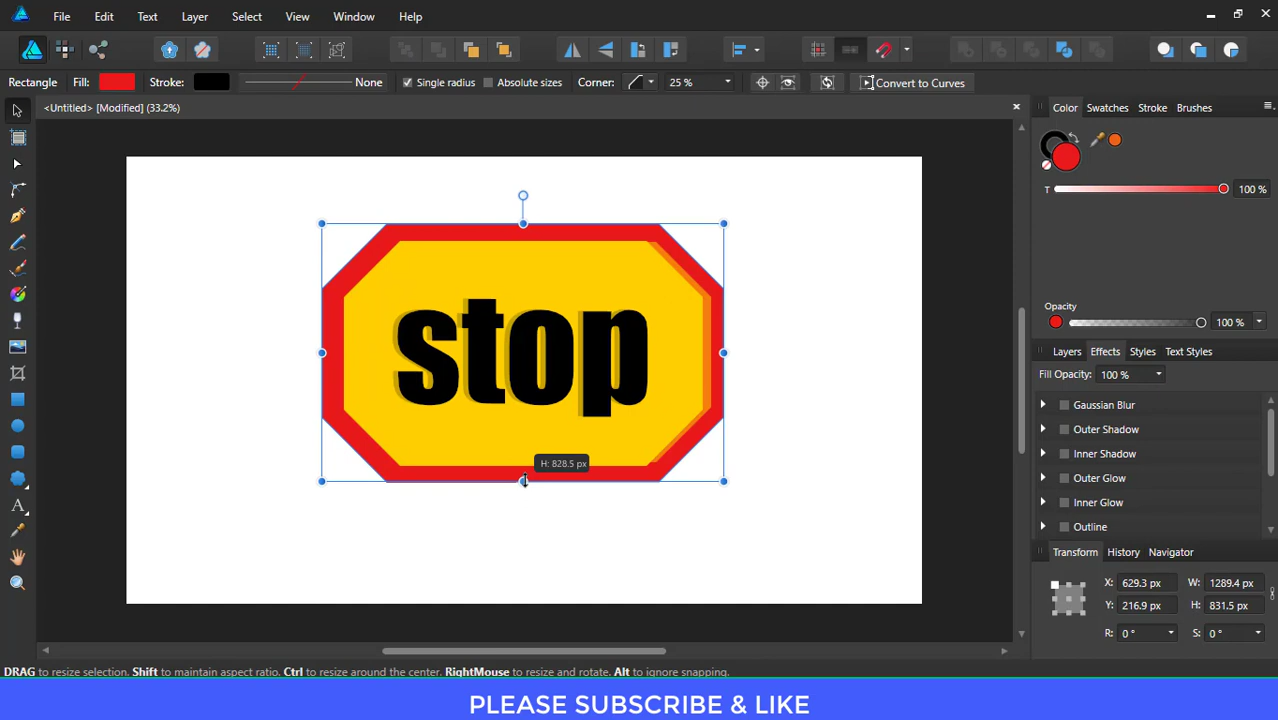 File Edit Text Layer Select View Window Help
Rectangle Fill: Stroke: None Single radius Absolute sizes Corner: 25 % Convert to Curves
<Untitled> [Modified] (33.2%)
Color Swatches Stroke Brushes
T 100 %
stop
H: 828.5 px
Opacity
100 %
Layers Effects Styles Text Styles
Fill Opacity: 100 %
Gaussian Blur
Outer Shadow
Inner Shadow
Outer Glow
Inner Glow
Outline
Transform History Navigator
X: 629.3 px W: 1289.4 px
Y: 216.9 px H: 831.5 px
R: 0 ° S: 0 °
DRAG to resize selection. Shift to maintain aspect ratio. Ctrl to resize around the center. RightMouse to resize and rotate. Alt to ignore snapping.
PLEASE SUBSCRIBE & LIKE